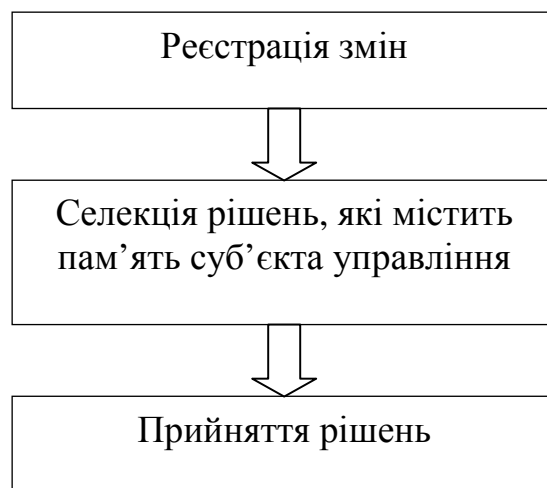 Реєстрація змін
Селекція рішень, які містить
пам’ять суб’єкта управління
Прийняття рішень